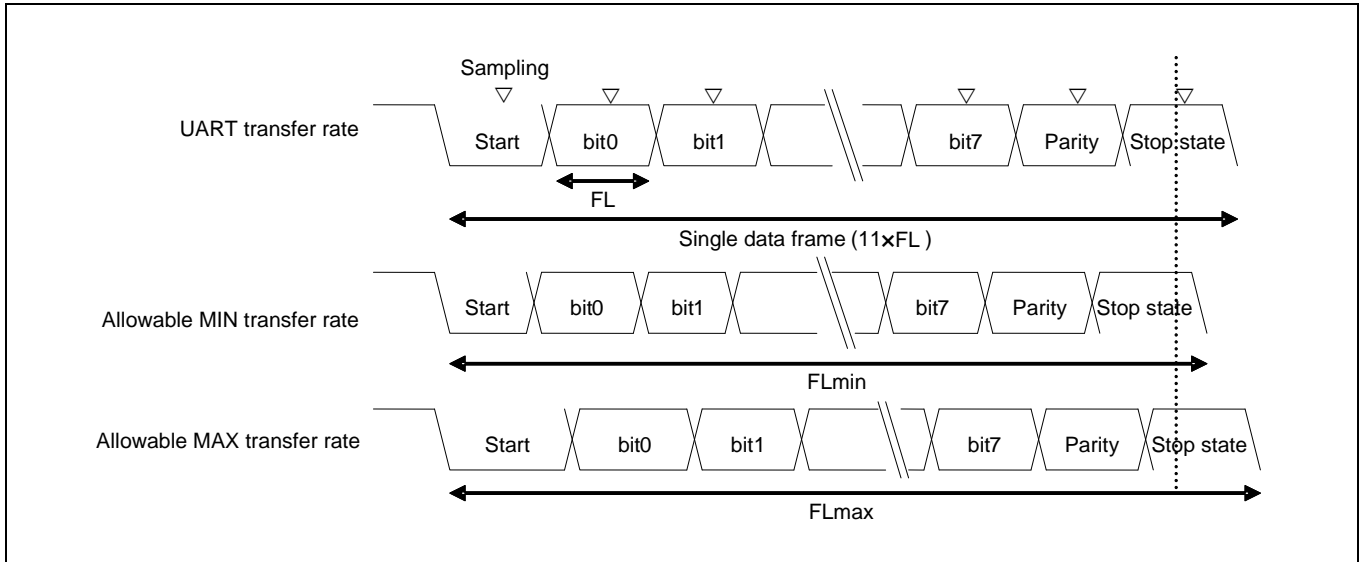 Sampling
UART transfer rate
Start bit0 bit1 bit7 Parity Stop state
FL
Single data frame (11×FL )
Allowable MIN transfer rate
Start bit0 bit1 bit7 Parity Stop state
FLmin
Allowable MAX transfer rate
Start bit0 bit1 bit7 Parity Stop state
FLmax